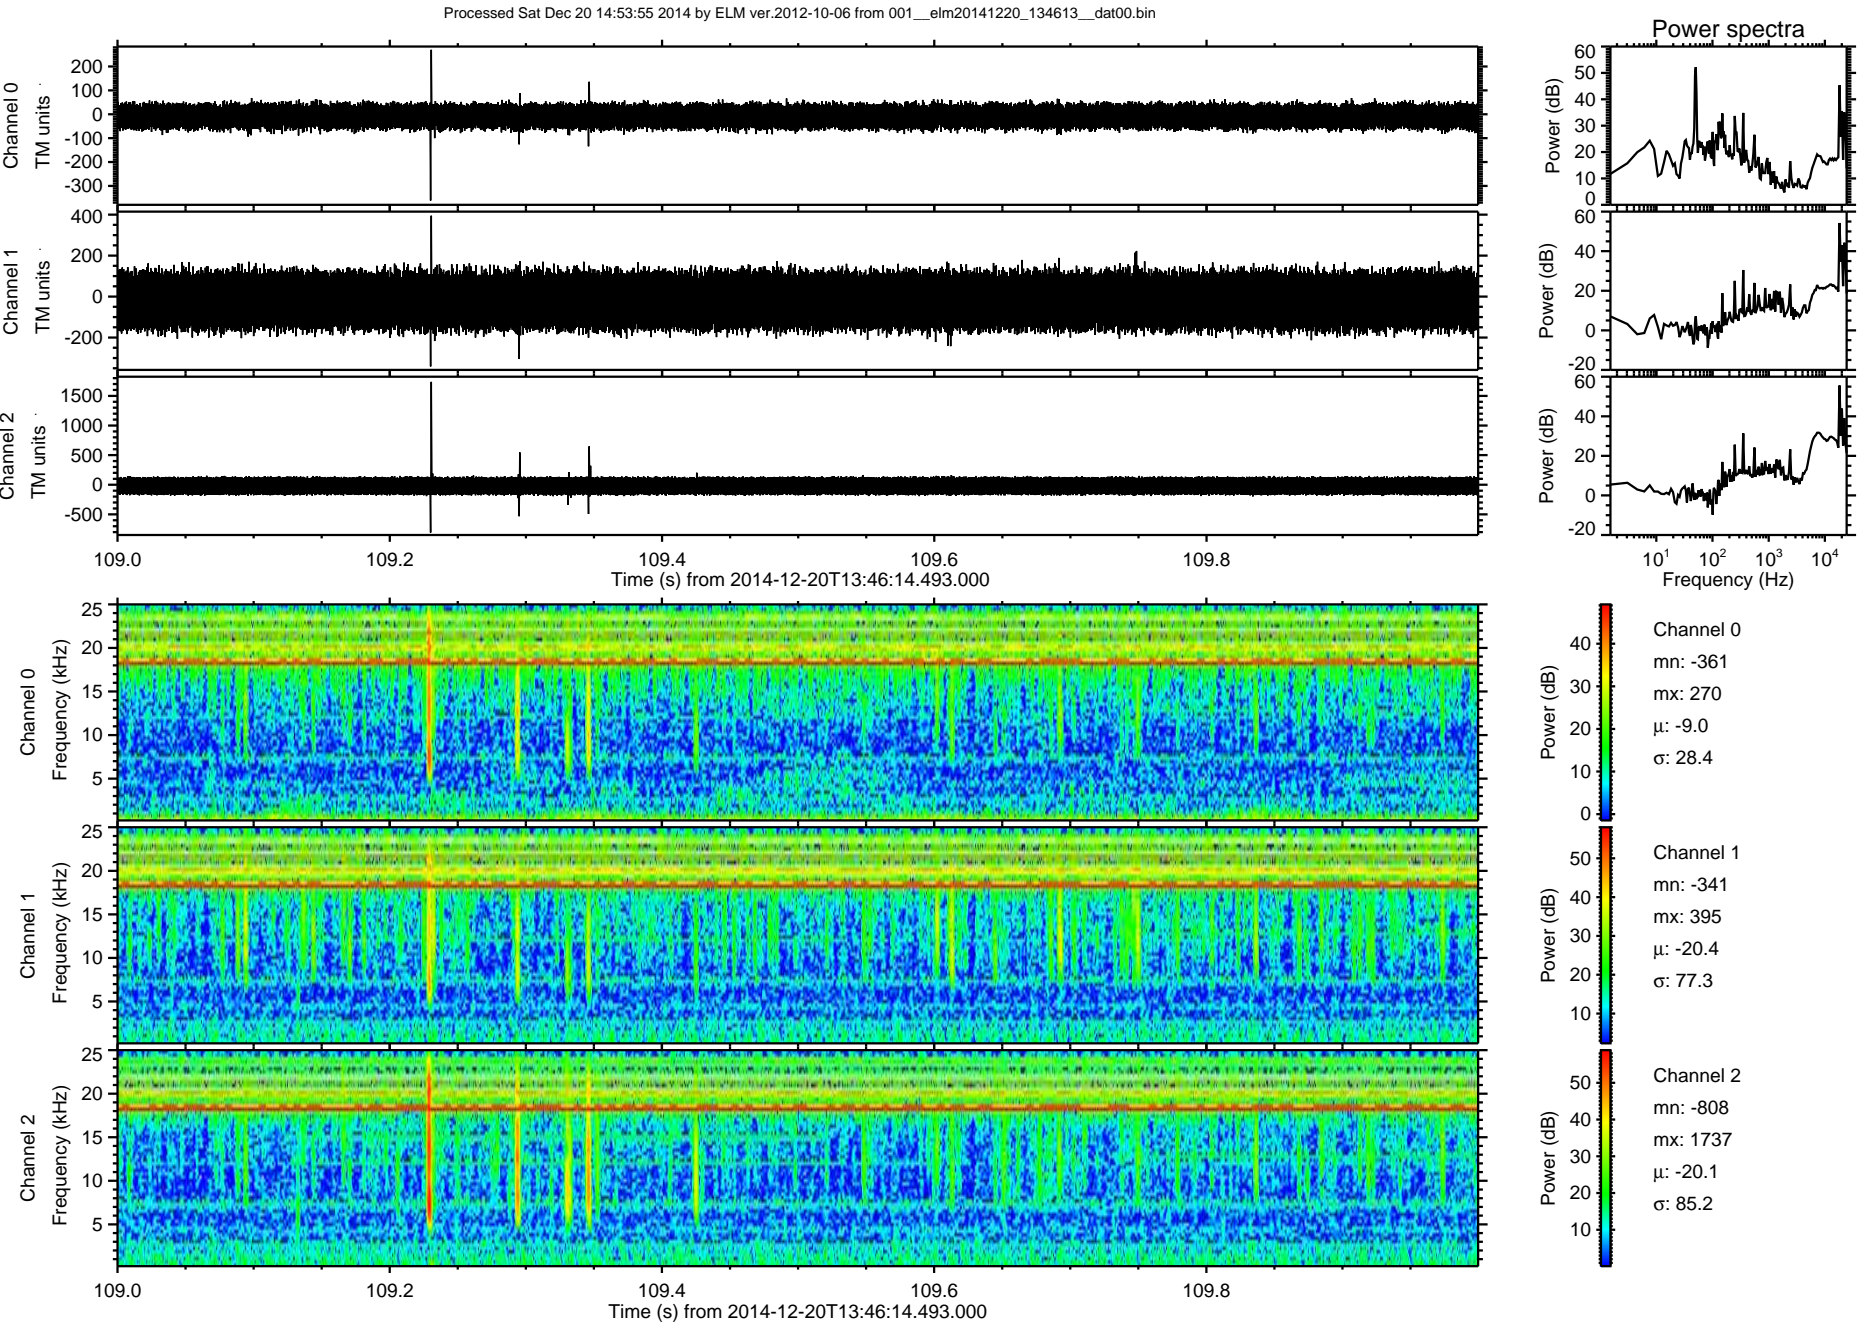 Processed Sat Dec 20 14:53:55 2014 by ELM ver.2012-10-06 from 001__elm20141220_134613__dat00.bin
Power spectra
Channel 0
TM units
200
100
0
-100
-200
-300
Power (dB)
60
50
40
30
20
10
0
Channel 1
TM units
400
200
0
-200
Power (dB)
60
40
20
0
-20
Channel 2
TM units
1500
1000
500
0
-500
Power (dB)
60
40
20
0
-20
109.0 109.2 109.4 109.6 109.8
Time (s) from 2014-12-20T13:46:14.493.000
10^1 10^2 10^3 10^4
Frequency (Hz)
Channel 0
Frequency (kHz)
25
20
15
10
5
Power (dB)
40
30
20
10
0
Channel 0
mn: -361
mx: 270
μ: -9.0
σ: 28.4
Channel 1
Frequency (kHz)
25
20
15
10
5
Power (dB)
50
40
30
20
10
Channel 1
mn: -341
mx: 395
μ: -20.4
σ: 77.3
Channel 2
Frequency (kHz)
25
20
15
10
5
Power (dB)
50
40
30
20
10
Channel 2
mn: -808
mx: 1737
μ: -20.1
σ: 85.2
109.0 109.2 109.4 109.6 109.8
Time (s) from 2014-12-20T13:46:14.493.000